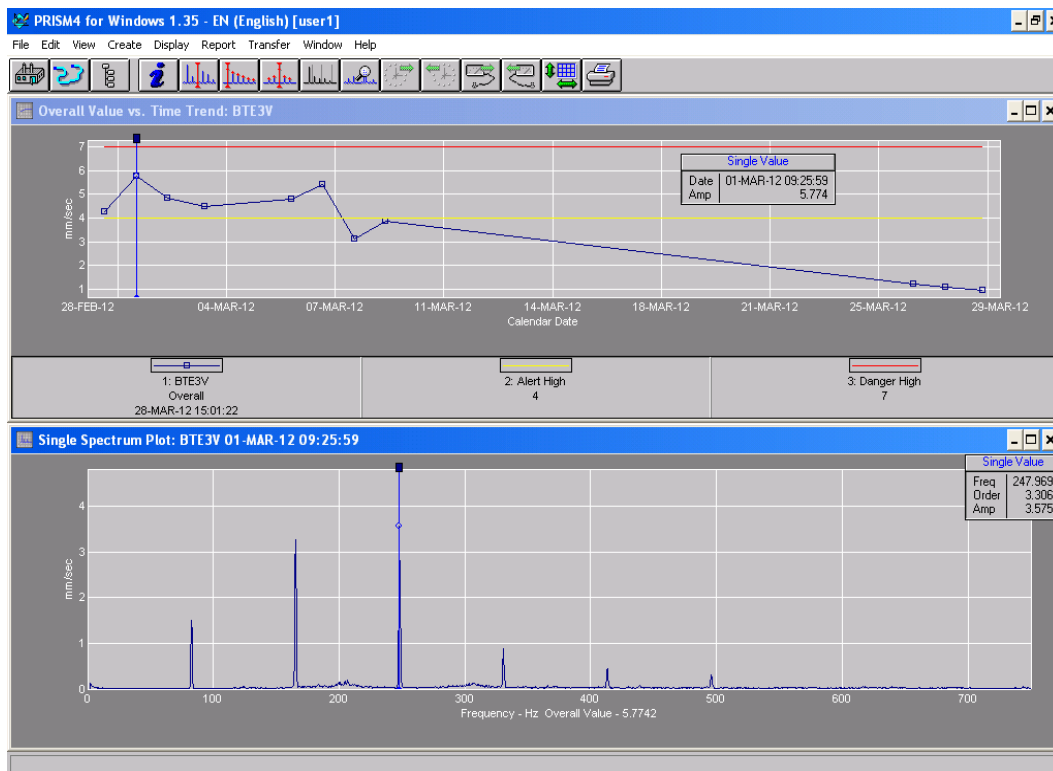 PRISM4 for Windows 1.35 - EN (English) [user1]
File Edit View Create Display Report Transfer Window Help
Overall Value vs. Time Trend: BTE3V
7
6
5
4
3
2
1
mm/sec
Single Value
Date 01-MAR-12 09:25:59
Amp 5.774
28-FEB-12 04-MAR-12 07-MAR-12 11-MAR-12 14-MAR-12 18-MAR-12 21-MAR-12 25-MAR-12 29-MAR-12
Calendar Date
1: BTE3V
Overall
28-MAR-12 15:01:22
2: Alert High
4
3: Danger High
7
Single Spectrum Plot: BTE3V 01-MAR-12 09:25:59
Single Value
Freq 247.969
Order 3.306
Amp 3.575
4
3
2
1
0
mm/sec
0 100 200 300 400 500 600 700
Frequency - Hz Overall Value - 5.7742